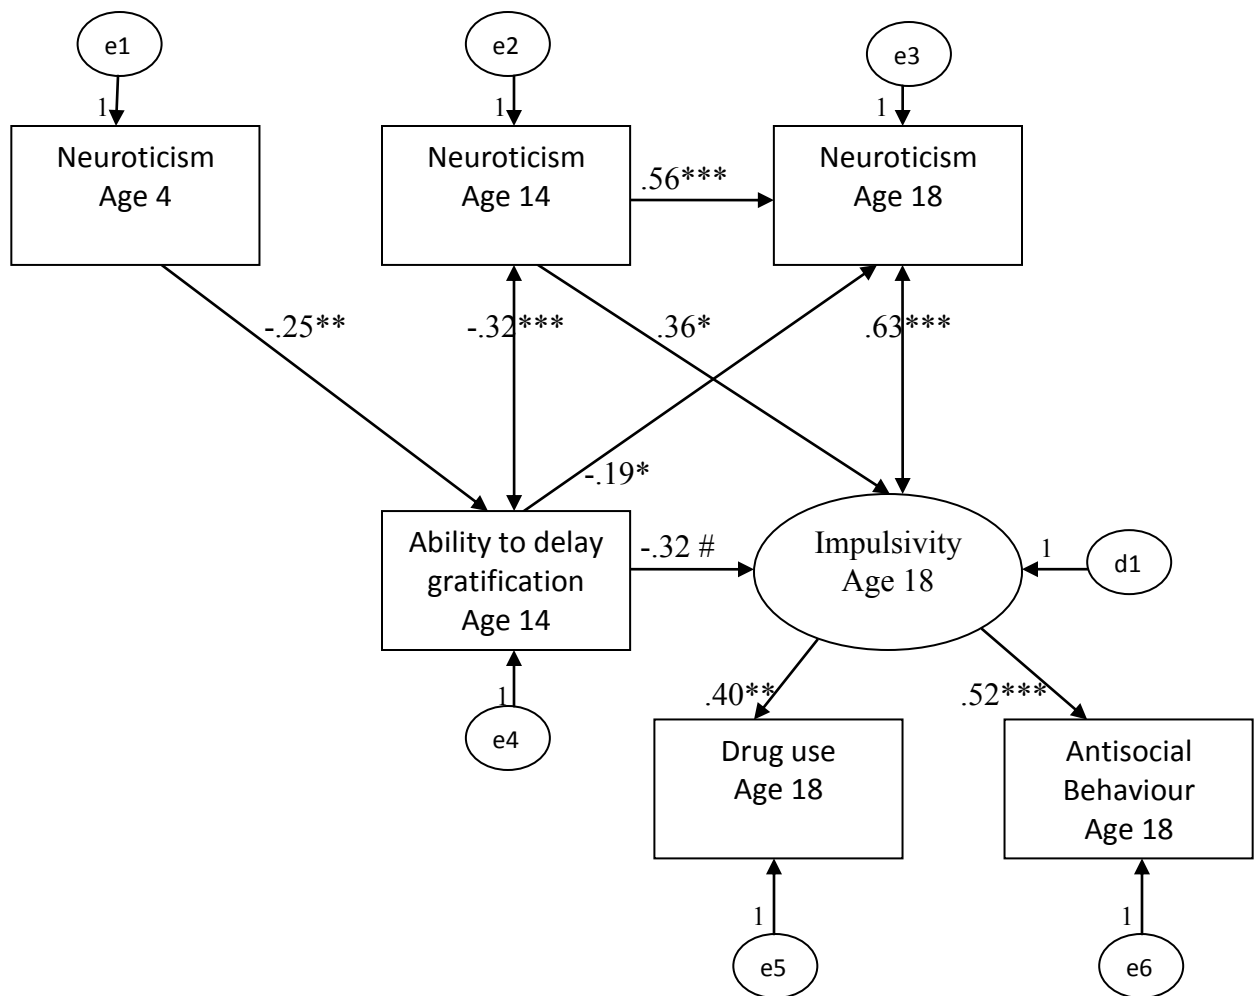 e1
e2
e3
1
1
1
Neuroticism
Age 4
Neuroticism
Age 14
.56***
Neuroticism
Age 18
-.25**
-.32***
.36*
.63***
-.19*
Ability to delay
gratification
Age 14
-.32 #
Impulsivity
Age 18
1
d1
1
e4
.40**
.52***
Drug use
Age 18
Antisocial
Behaviour
Age 18
1
1
e5
e6